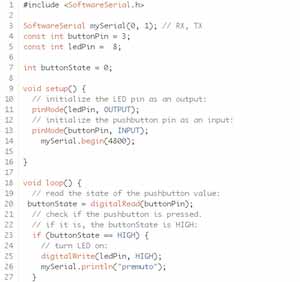 1 #include <SoftwareSerial.h>
2
3 SoftwareSerial mySerial(0, 1); // RX, TX
4 const int buttonPin = 3;
5 const int ledPin =  8;
6
7 int buttonState = 0;
8
9 void setup() {
10   // initialize the LED pin as an output:
11   pinMode(ledPin, OUTPUT);
12   // initialize the pushbutton pin as an input:
13   pinMode(buttonPin, INPUT);
14     mySerial.begin(4800);
15
16 }
17
18 void loop() {
19   // read the state of the pushbutton value:
20  buttonState = digitalRead(buttonPin);
21   // check if the pushbutton is pressed.
22   // if it is, the buttonState is HIGH:
23   if (buttonState == HIGH) {
24     // turn LED on:
25     digitalWrite(ledPin, HIGH);
26     mySerial.println("premuto");
27   }